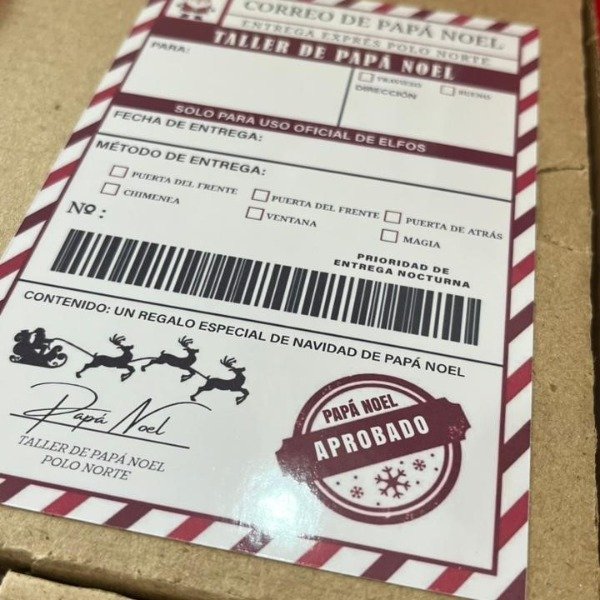 CORREO DE PAPÁ NOEL
ENTREGA EXPRÉS POLO NORTE
TALLER DE PAPÁ NOEL
PARA:
TRAVIESO
BUENO
DIRECCIÓN
SOLO PARA USO OFICIAL DE ELFOS
FECHA DE ENTREGA:
MÉTODO DE ENTREGA:
PUERTA DEL FRENTE
PUERTA DEL FRENTE
PUERTA DE ATRÁS
CHIMENEA
VENTANA
MAGIA
Nº:
PRIORIDAD DE
ENTREGA NOCTURNA
CONTENIDO: UN REGALO ESPECIAL DE NAVIDAD DE PAPÁ NOEL
Papá Noel
TALLER DE PAPÁ NOEL
POLO NORTE
PAPÁ NOEL
APROBADO